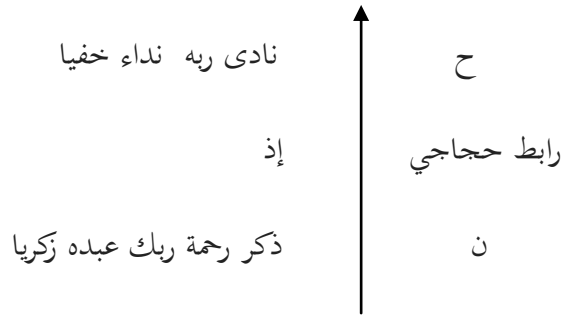 ح نادى ربه نداء خفيا
رابط حجاجي إذ
ن ذكر رحمة ربك عبده زكريا